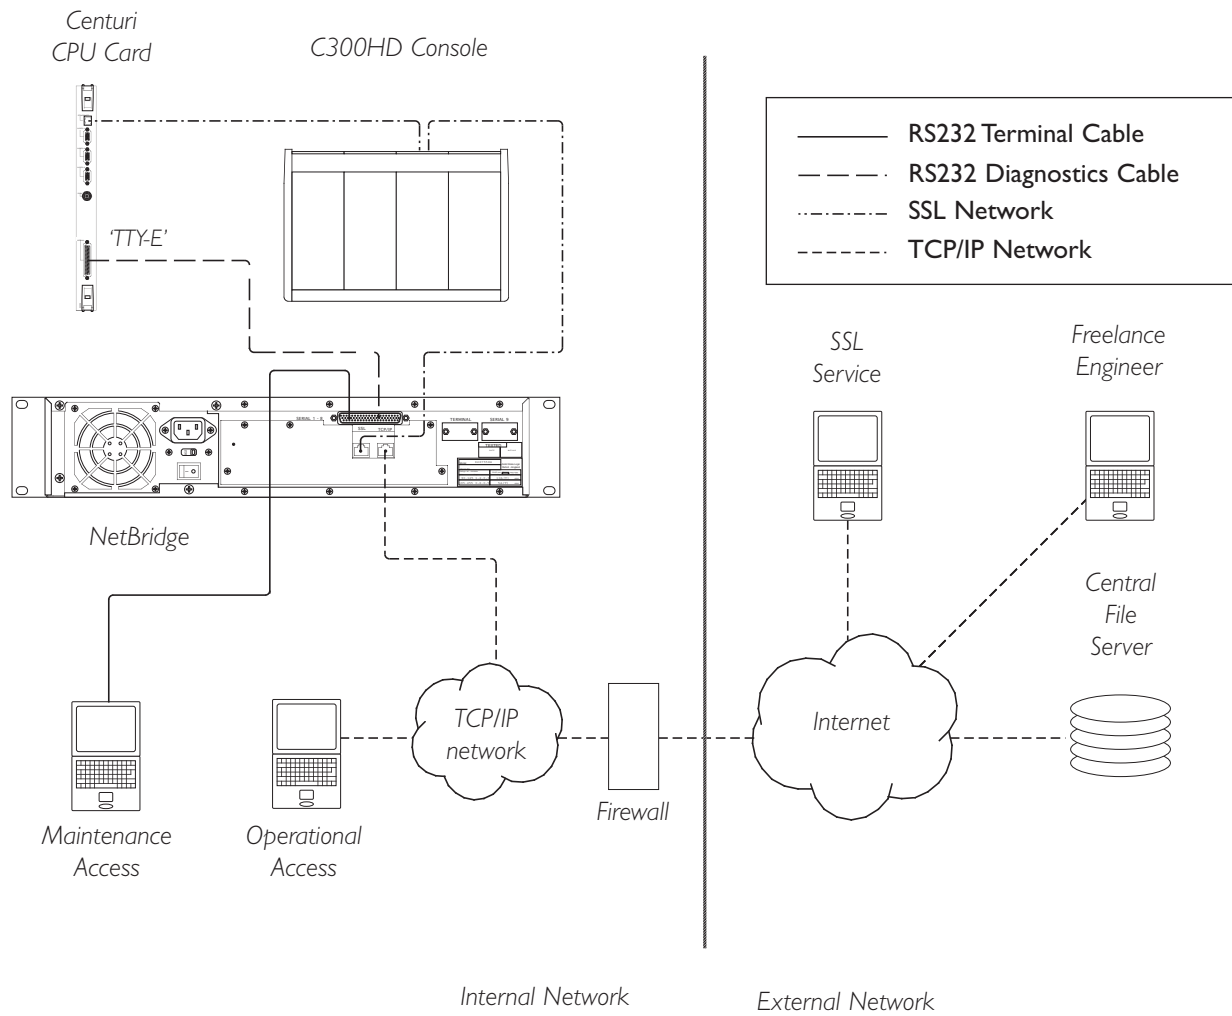 Centuri
CPU Card
C300HD Console
RS232 Terminal Cable
RS232 Diagnostics Cable
SSL Network
TCP/IP Network
'TTY-E'
SSL
Service
Freelance
Engineer
SERIAL 1 - 8
TERMINAL
SERIAL 9
SSL
TCP/IP
TESTED
NetBridge
Central
File
Server
TCP/IP
network
Internet
Firewall
Maintenance
Access
Operational
Access
Internal Network
External Network